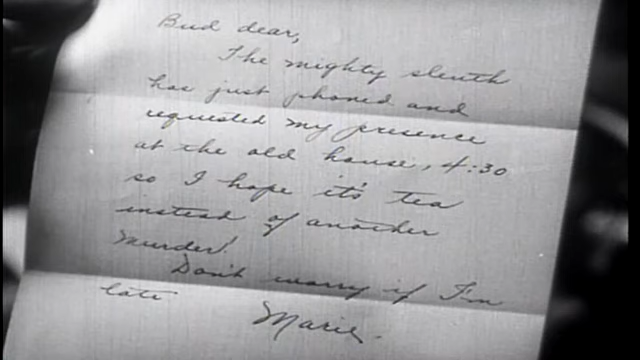 Bud dear,
The mighty sleuth
has just phoned and
requested my presence
at the old house, 4:30
so I hope it's tea
instead of another
murder!
Don't worry if I'm
late
Marie.